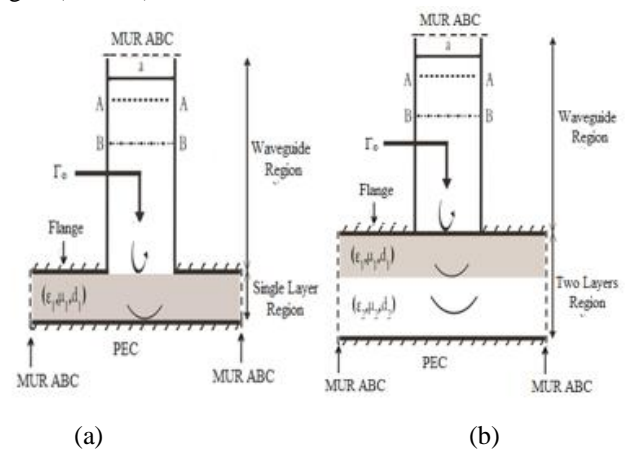 MUR ABC
a
A A
B B
Γo
Waveguide
Region
Flange
(ε1,μ1,d1)
Single Layer
Region
PEC
MUR ABC
MUR ABC
(a)
MUR ABC
a
A A
B B
Γo
Waveguide
Region
Flange
(ε1,μ1,d1)
(ε2,μ2,d2)
Two Layers
Region
PEC
MUR ABC
MUR ABC
(b)